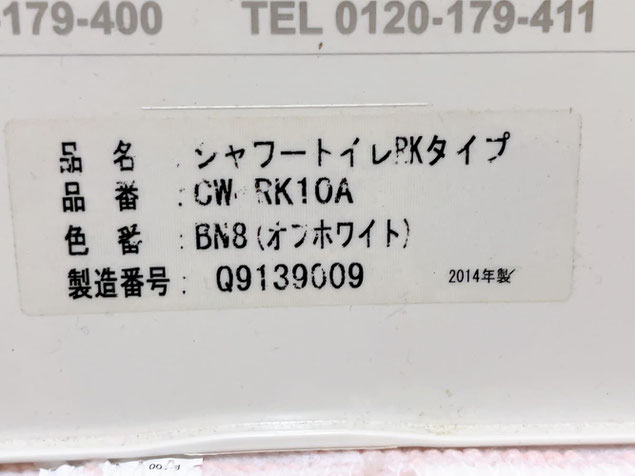 -179-400 TEL 0120-179-411
品名 : シャワートイレRKタイプ
品番 : CW-RK10A
色番 : BN8(オフホワイト)
製造番号 : Q9139009 2014年製